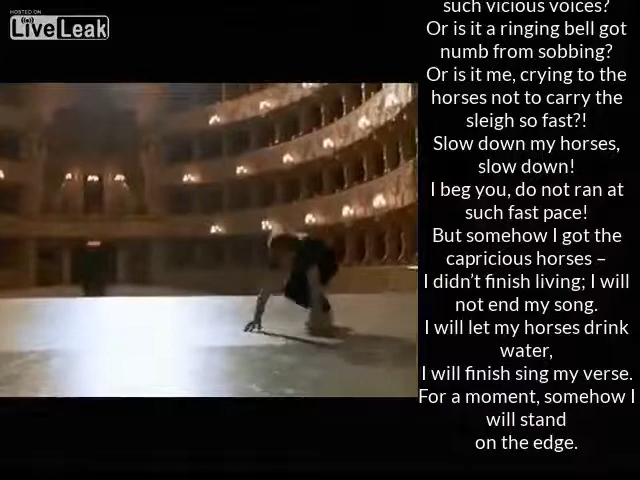 HOSTED ON
LiveLeak
such vicious voices?
Or is it a ringing bell got
numb from sobbing?
Or is it me, crying to the
horses not to carry the
sleigh so fast?!
Slow down my horses,
slow down!
I beg you, do not ran at
such fast pace!
But somehow I got the
capricious horses –
I didn’t finish living; I will
not end my song.
I will let my horses drink
water,
I will finish sing my verse.
For a moment, somehow I
will stand
on the edge.